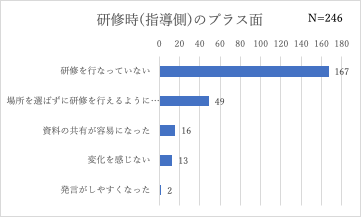 研修時(指導側)のプラス面
N=246
0 20 40 60 80 100 120 140 160 180
研修を行なっていない 167
場所を選ばずに研修を行えるように… 49
資料の共有が容易になった 16
変化を感じない 13
発言がしやすくなった 2